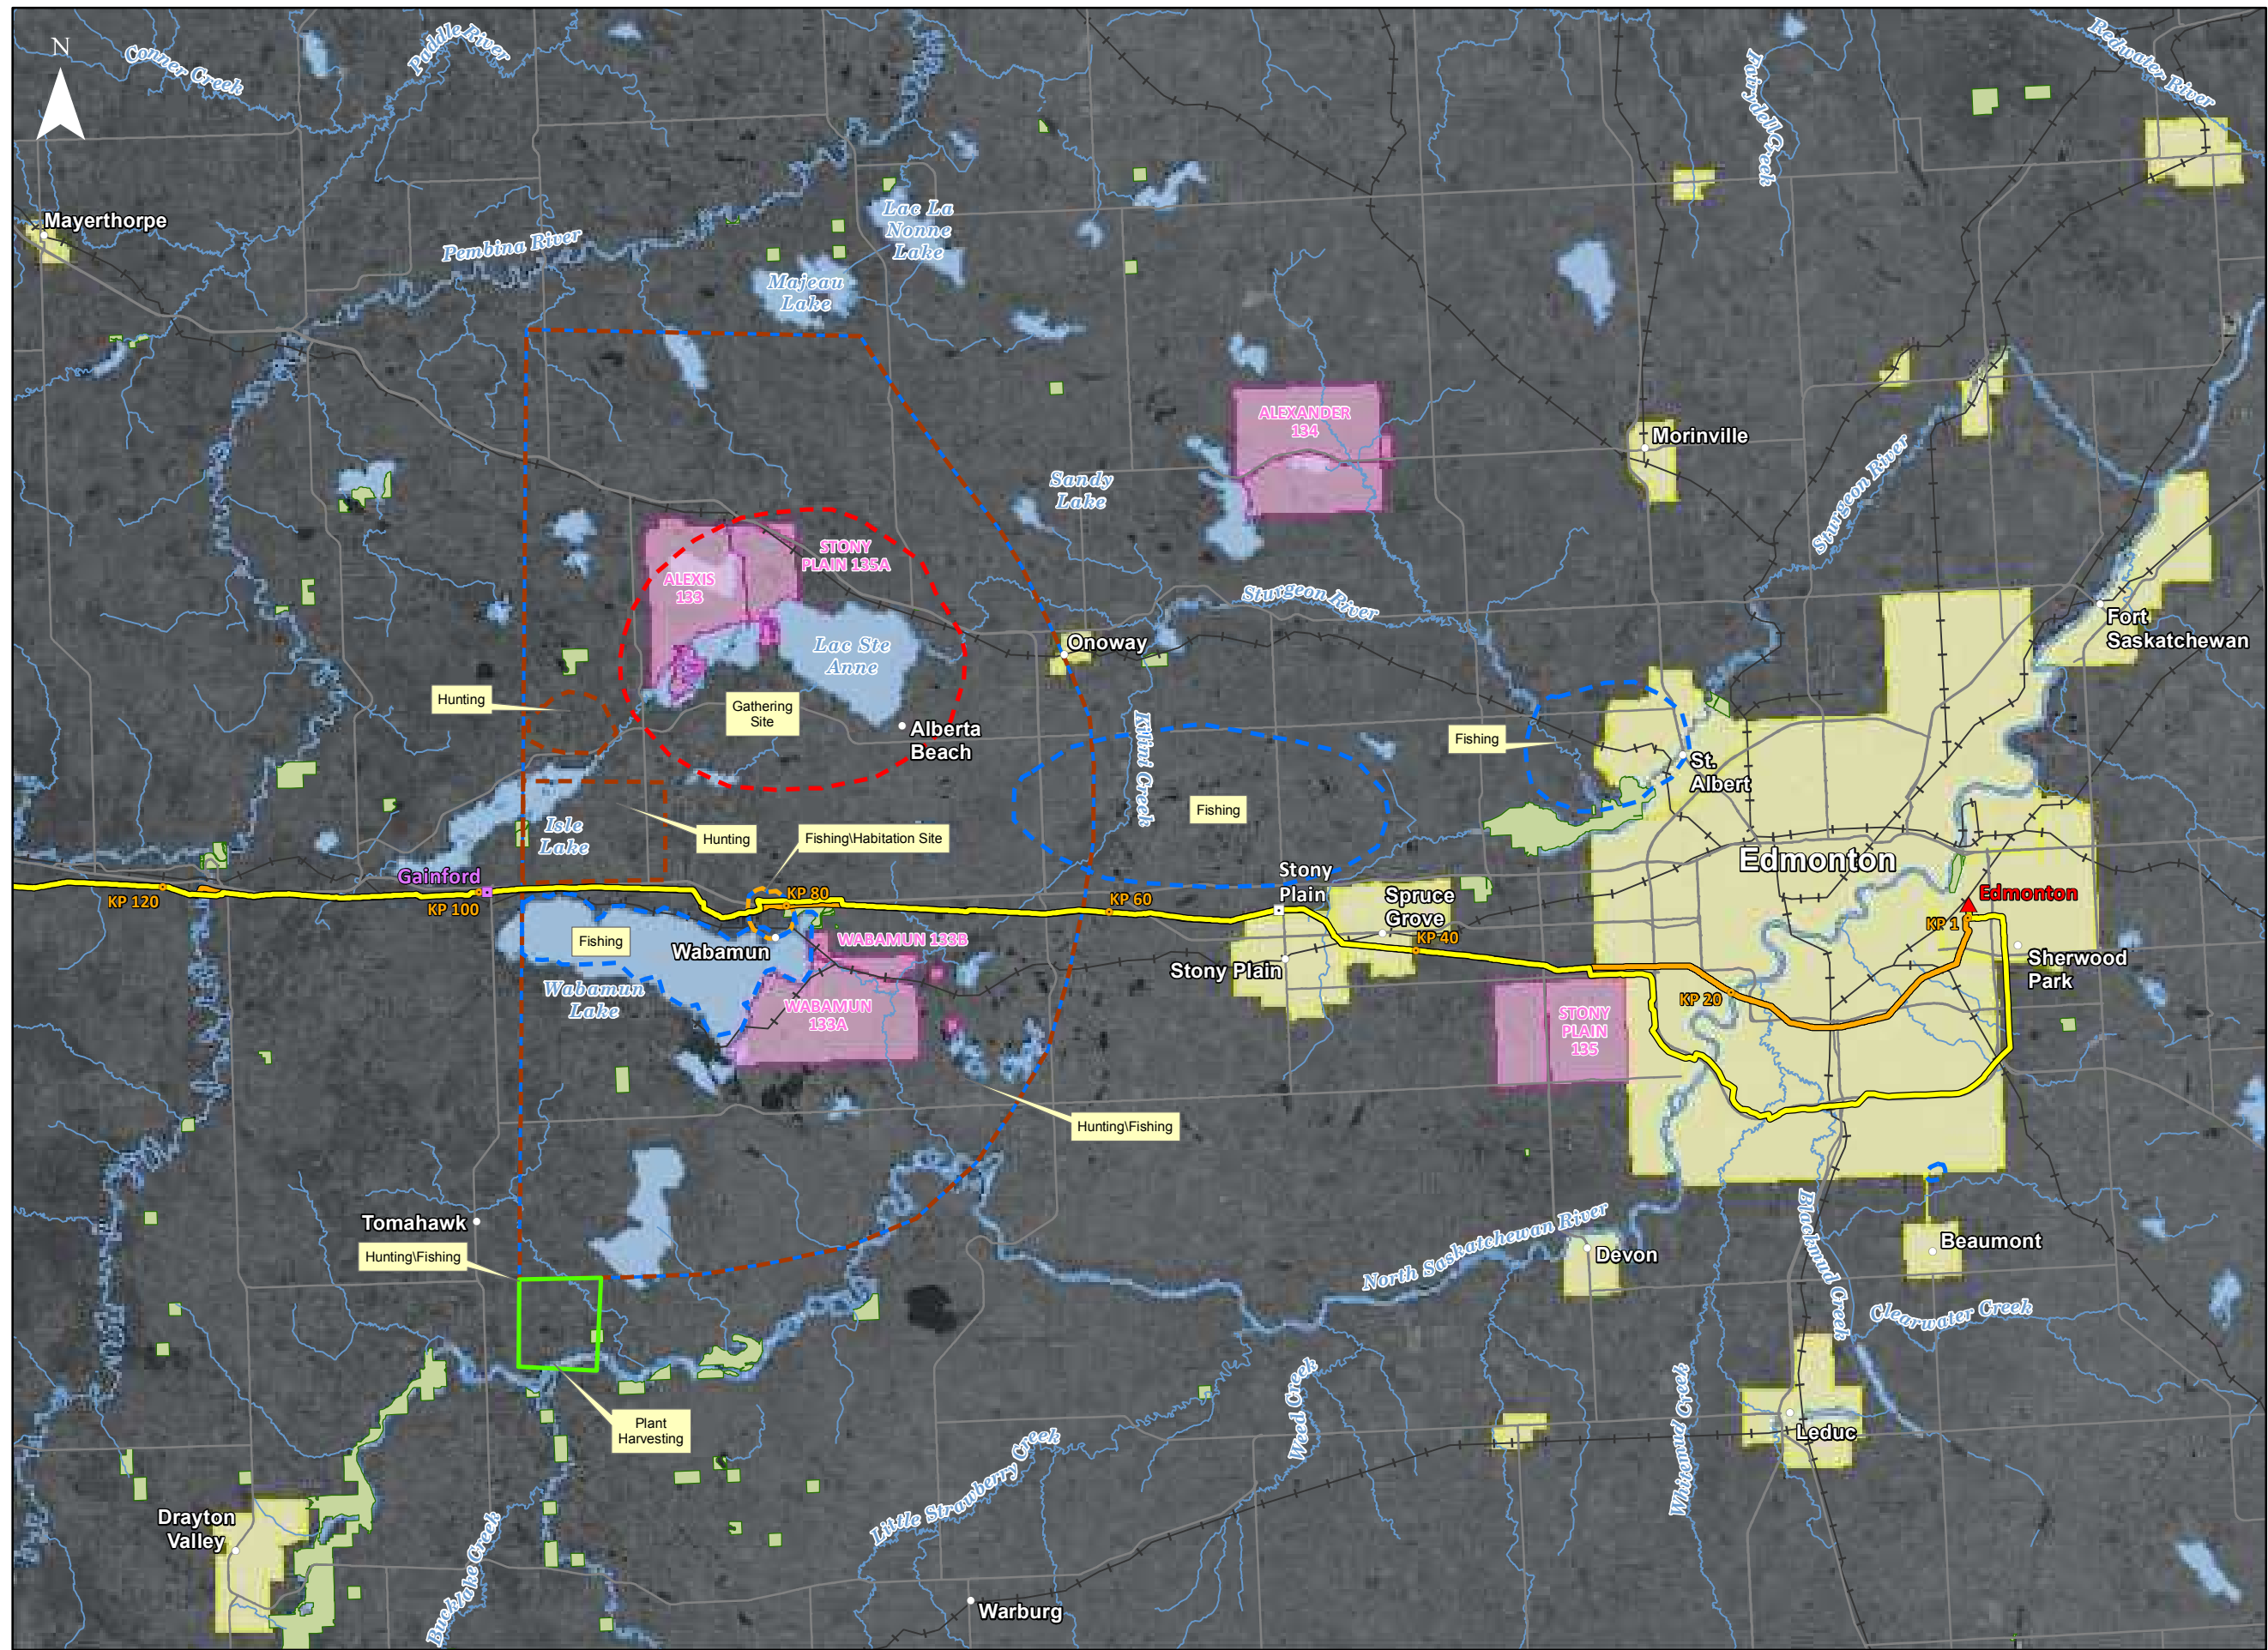 N
Conner Creek
Paddle River
Fairydell Creek
Redwater River
Mayerthorpe
Pembina River
Lac La
Nonne
Lake
Majeau
Lake
ALEXANDER
134
Morinville
Sandy
Lake
Sturgeon River
STONY
PLAIN 135A
ALEXIS
133
Sturgeon River
Fort
Saskatchewan
Onoway
Lac Ste
Anne
Hunting
Gathering
Site
Alberta
Beach
Kilini Creek
Fishing
St.
Albert
Fishing
Isle
Lake
Hunting
Fishing\Habitation Site
Edmonton
Gainford
Stony
Plain
KP 120
KP 100
KP 80
KP 60
Spruce
Grove
KP 40
Edmonton
KP 1
Fishing
Wabamun
WABAMUN 133B
Stony Plain
Sherwood
Park
Wabamun
Lake
WABAMUN
133A
KP 20
STONY
PLAIN
135
Hunting\Fishing
Tomahawk
Hunting\Fishing
North Saskatchewan River
Devon
Blackmud Creek
Beaumont
Clearwater Creek
Plant
Harvesting
Weed Creek
Whitemud Creek
Leduc
Little Strawberry Creek
Drayton
Valley
Bucklake Creek
Warburg